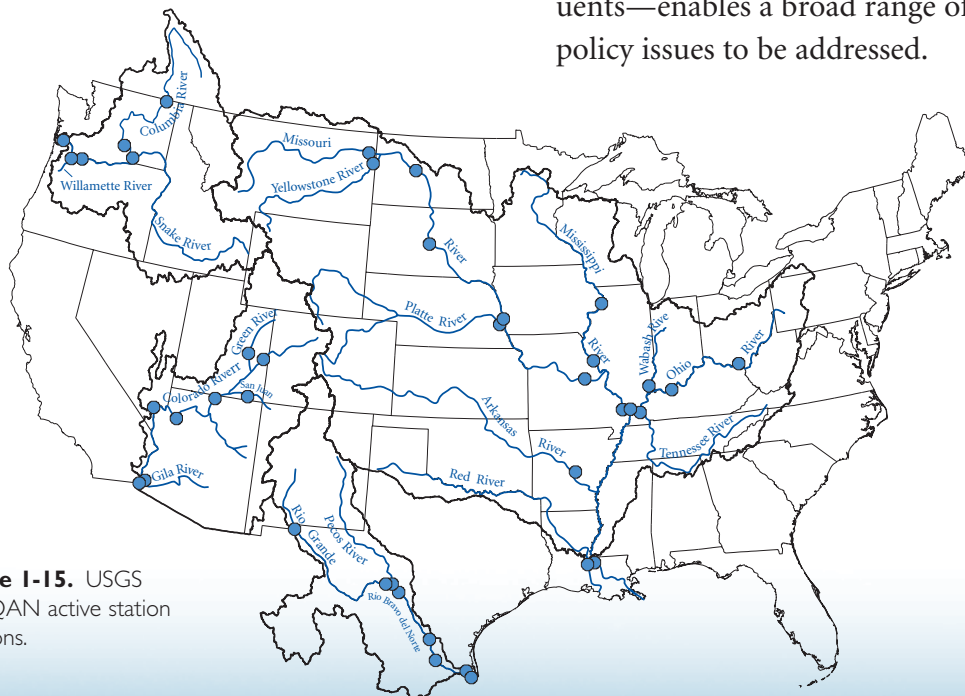 uents—enables a broad range of
policy issues to be addressed.
Columbia River
Willamette River
Snake River
Missouri
Yellowstone River
River
Mississippi
River
Platte River
Green River
Colorado Riverr
San Juan
Gila River
Wabash Rive
Ohio
River
Arkansas
River
Tennessee River
Red River
Rio
Grande
Pecos River
Rio Bravo del Norte
e 1-15. USGS
QAN active station
ons.